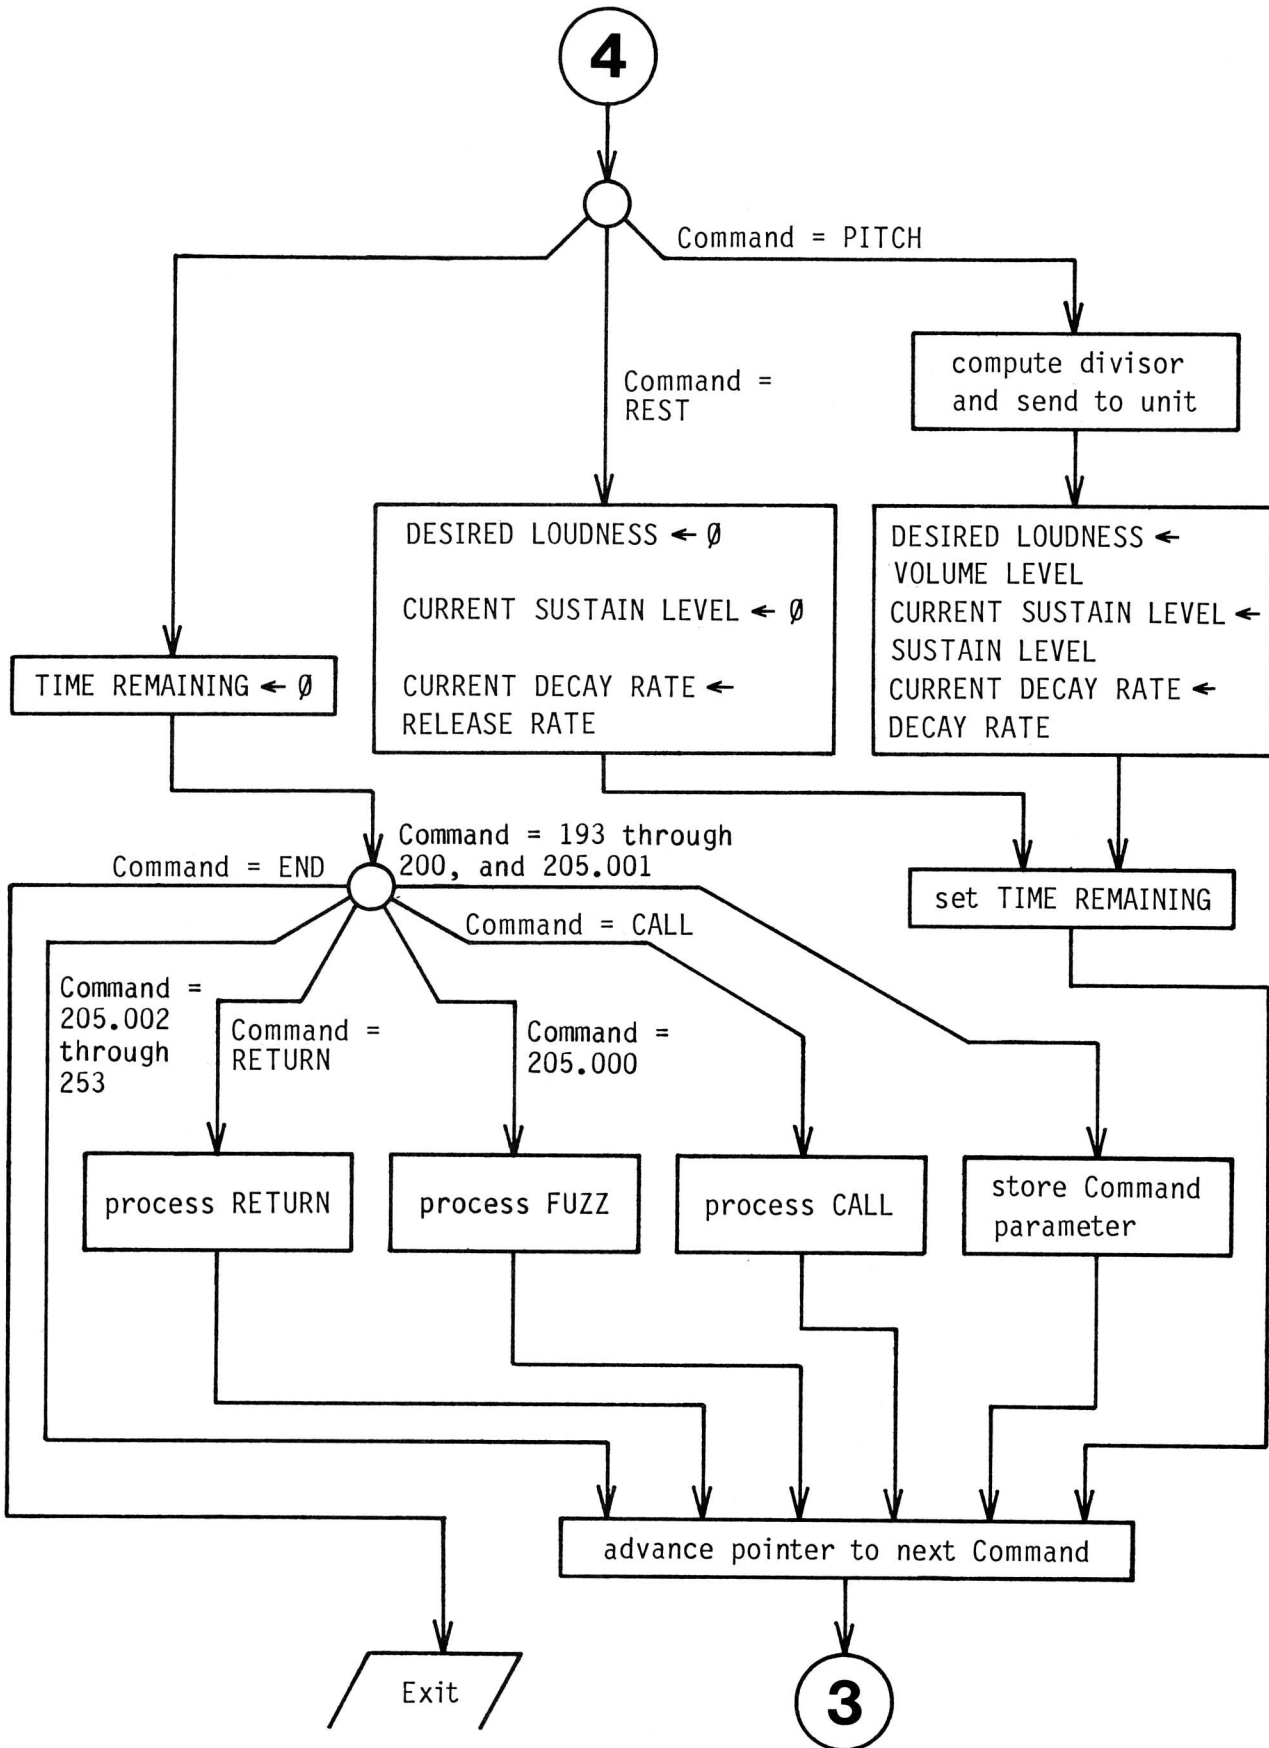 4
Command = PITCH
compute divisor
and send to unit
Command =
REST
DESIRED LOUDNESS ← Ø
CURRENT SUSTAIN LEVEL ← Ø
CURRENT DECAY RATE ←
RELEASE RATE
DESIRED LOUDNESS ←
VOLUME LEVEL
CURRENT SUSTAIN LEVEL ←
SUSTAIN LEVEL
CURRENT DECAY RATE ←
DECAY RATE
TIME REMAINING ← Ø
Command = END
Command = 193 through
200, and 205.001
set TIME REMAINING
Command = CALL
Command =
205.002
through
253
Command =
RETURN
Command =
205.000
process RETURN
process FUZZ
process CALL
store Command
parameter
advance pointer to next Command
Exit
3